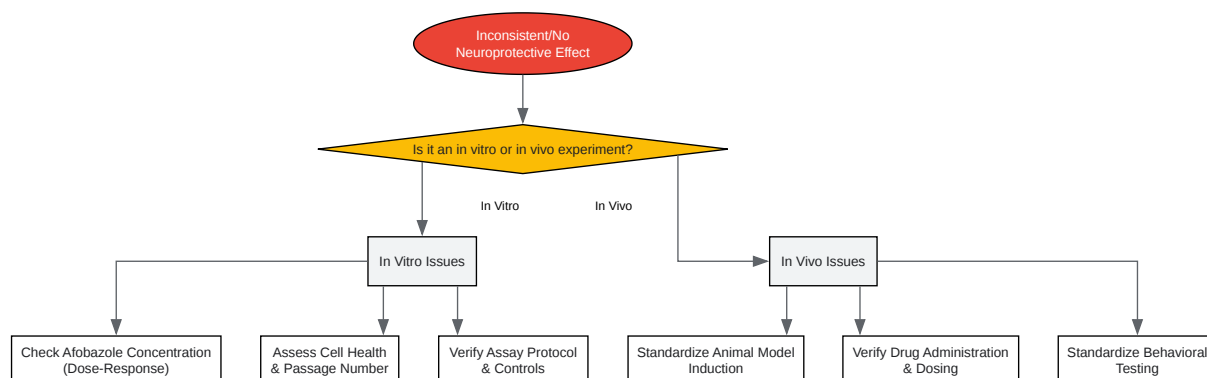 Inconsistent/No
Neuroprotective Effect
Is it an in vitro or in vivo experiment?
In Vitro
In Vivo
In Vitro Issues
In Vivo Issues
Check Afobazole Concentration
(Dose-Response)
Assess Cell Health
& Passage Number
Verify Assay Protocol
& Controls
Standardize Animal Model
Induction
Verify Drug Administration
& Dosing
Standardize Behavioral
Testing